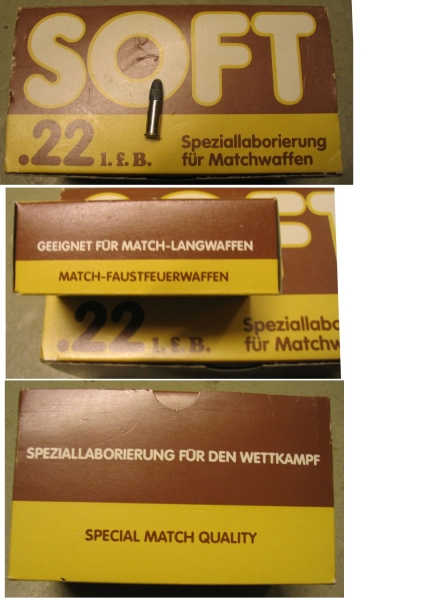 SOFT
.22 l.f.B.
Speziallaborierung
für Matchwaffen
SOFT
GEEIGNET FÜR MATCH-LANGWAFFEN
MATCH-FAUSTFEUERWAFFEN
.22 l.f.B.
Speziallabo
für Matchw
SPEZIALLABORIERUNG FÜR DEN WETTKAMPF
SPECIAL MATCH QUALITY